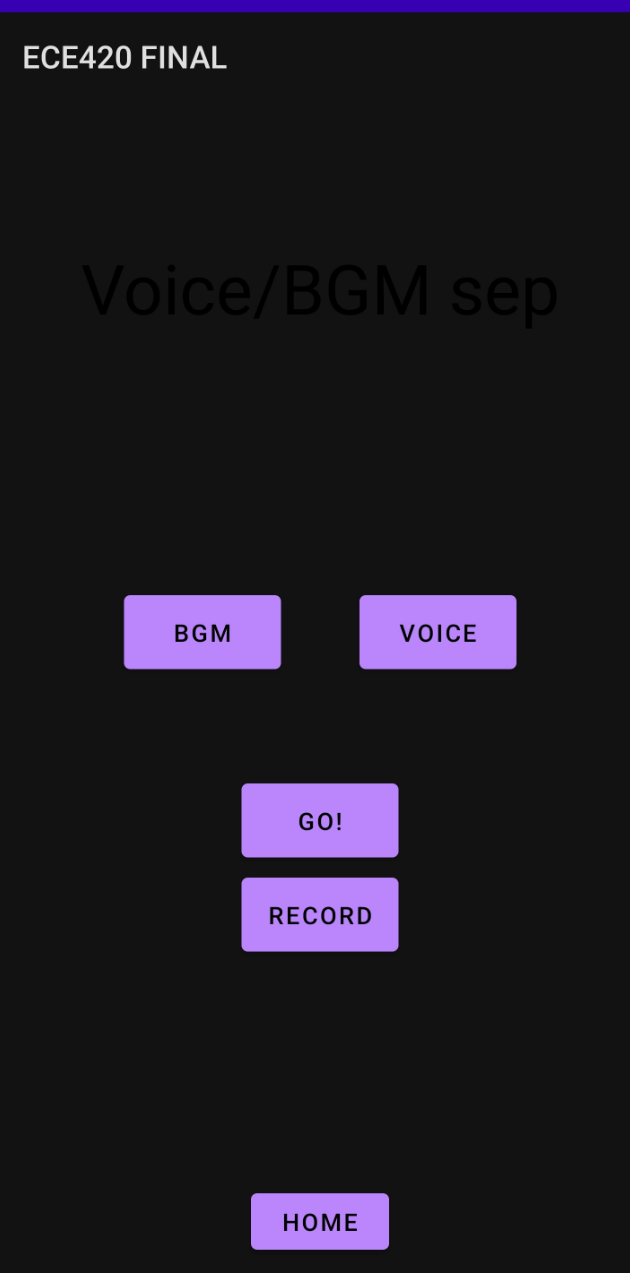 ECE420 FINAL
Voice/BGM sep
BGM VOICE
GO!
RECORD
HOME